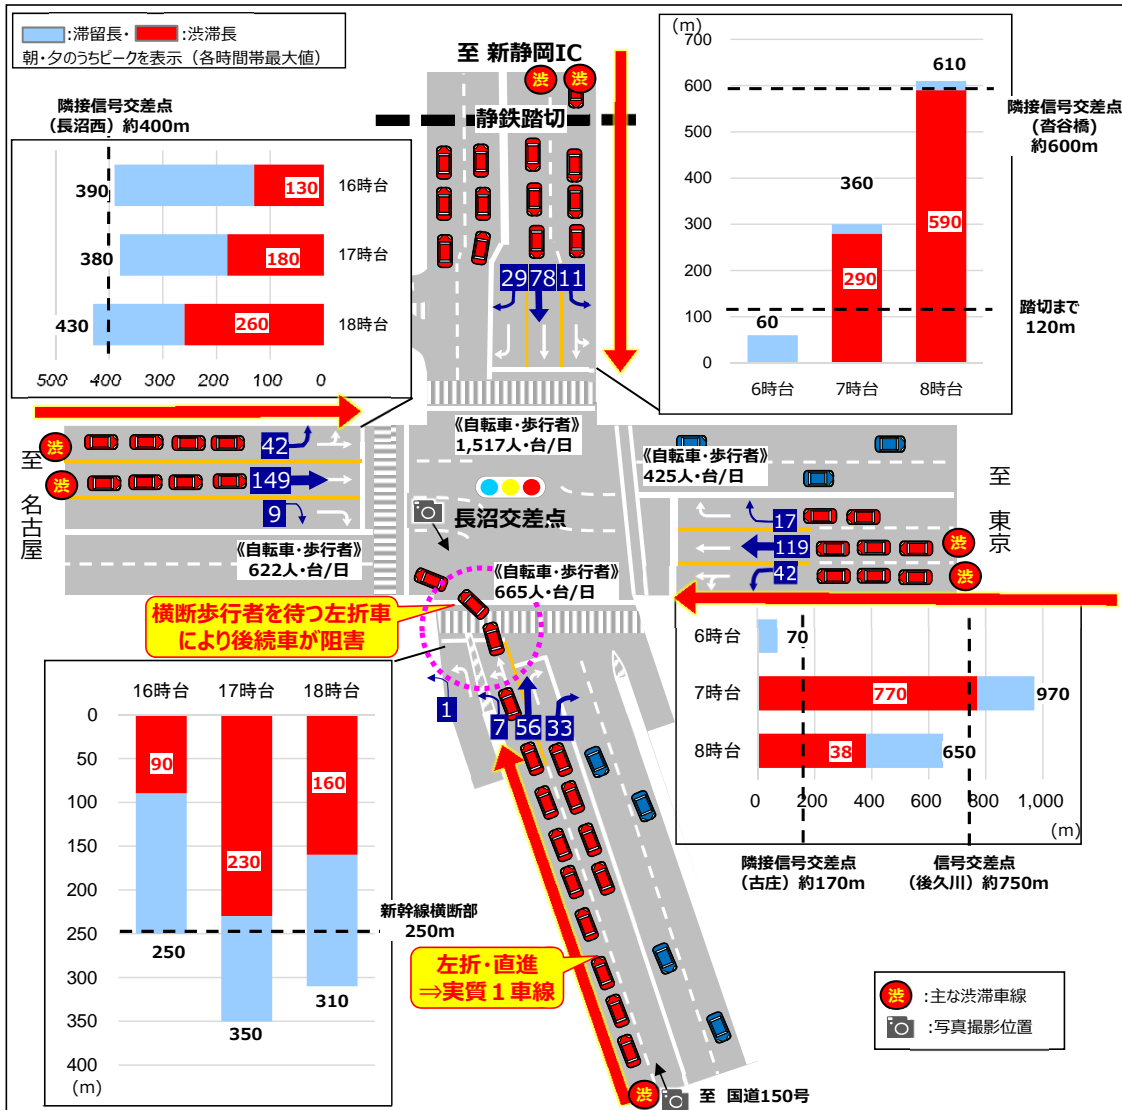 :滞留長・ :渋滞長
朝・夕のうちピークを表示（各時間帯最大値）
至 新静岡IC
渋 渋
静鉄踏切
隣接信号交差点
（長沼西）約400m
390 130 16時台
380 180 17時台
430 260 18時台
500 400 300 200 100 0
(m)
700
600
500
400
300
200
100
0
60
360
290
610
590
6時台 7時台 8時台
隣接信号交差点
(沓谷橋)
約600m
踏切まで
120m
29 78 11
《自転車・歩行者》
1,517人・台/日
渋
渋
至 名古屋
42
149
9
《自転車・歩行者》
622人・台/日
長沼交差点
《自転車・歩行者》
425人・台/日
至 東京
17
119
42
渋
渋
《自転車・歩行者》
665人・台/日
横断歩行者を待つ左折車
により後続車が阻害
1 7 56 33
16時台 17時台 18時台
0
50
100
150
200
250
300
350
400
(m)
90
230
160
250
350
310
新幹線横断部
250m
左折・直進
⇒実質１車線
6時台 70
7時台 770 970
8時台 38 650
0 200 400 600 800 1,000
(m)
隣接信号交差点
（古庄）約170m
信号交差点
（後久川）約750m
渋 :主な渋滞車線
:写真撮影位置
渋
至 国道150号